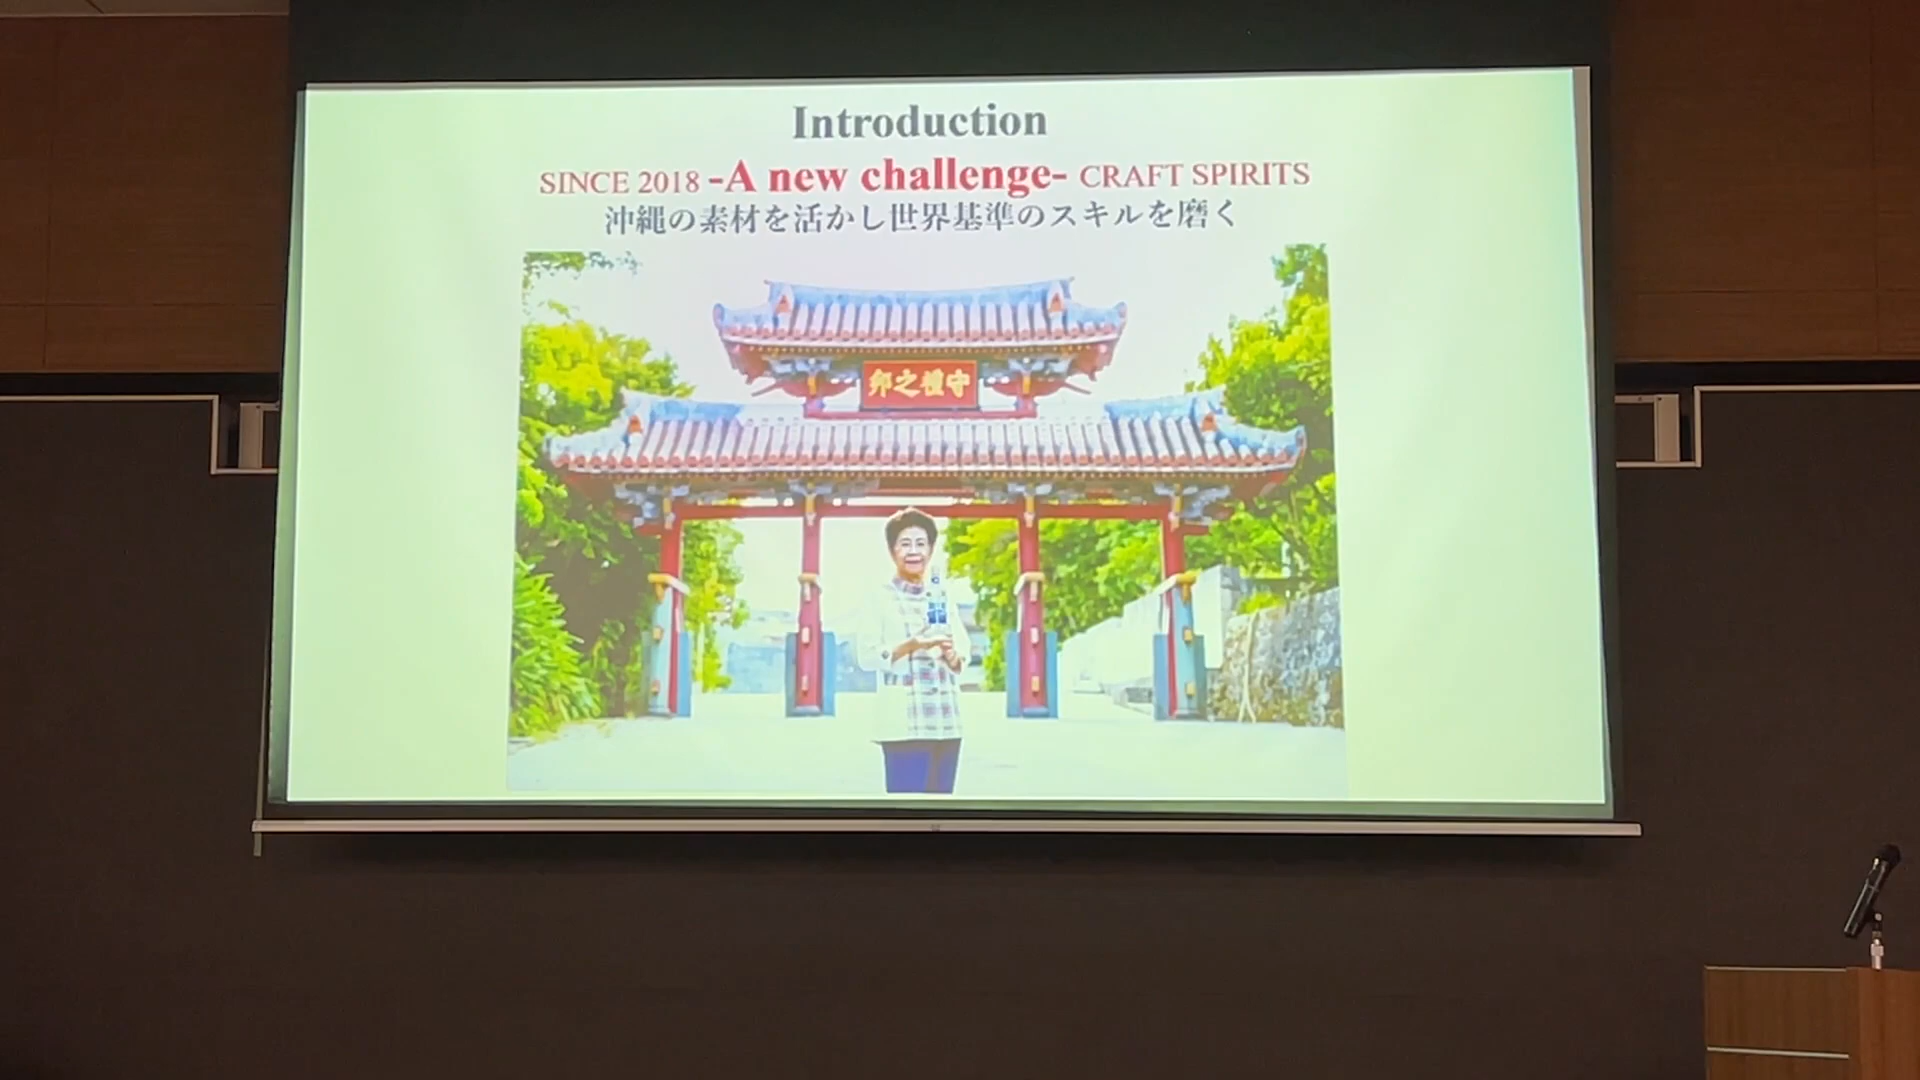 Introduction
SINCE 2018 -A new challenge- CRAFT SPIRITS
沖縄の素材を活かし世界基準のスキルを磨く
守禮之邦